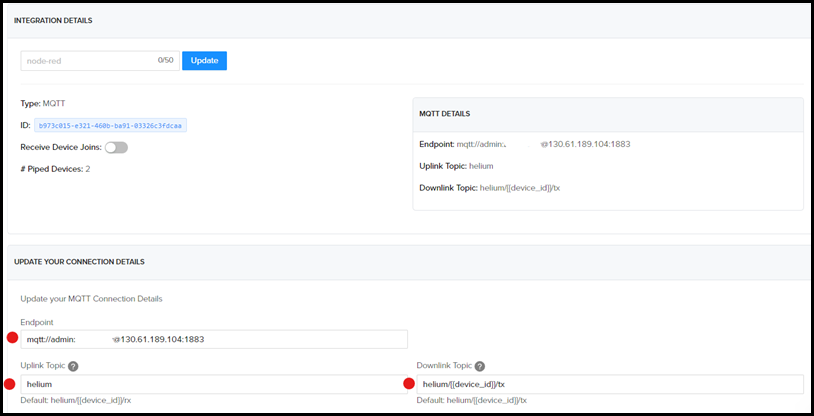 INTEGRATION DETAILS
node-red 0/50 Update
Type: MQTT
ID: b973c015-e321-460b-ba91-03326c3fdcaa
Receive Device Joins:
# Piped Devices: 2
MQTT DETAILS
Endpoint: mqtt://admin: @130.61.189.104:1883
Uplink Topic: helium
Downlink Topic: helium/{{device_id}}/tx
UPDATE YOUR CONNECTION DETAILS
Update your MQTT Connection Details
Endpoint
mqtt://admin: @130.61.189.104:1883
Uplink Topic ? Downlink Topic ?
helium helium/{{device_id}}/tx
Default: helium/{{device_id}}/rx Default: helium/{{device_id}}/tx